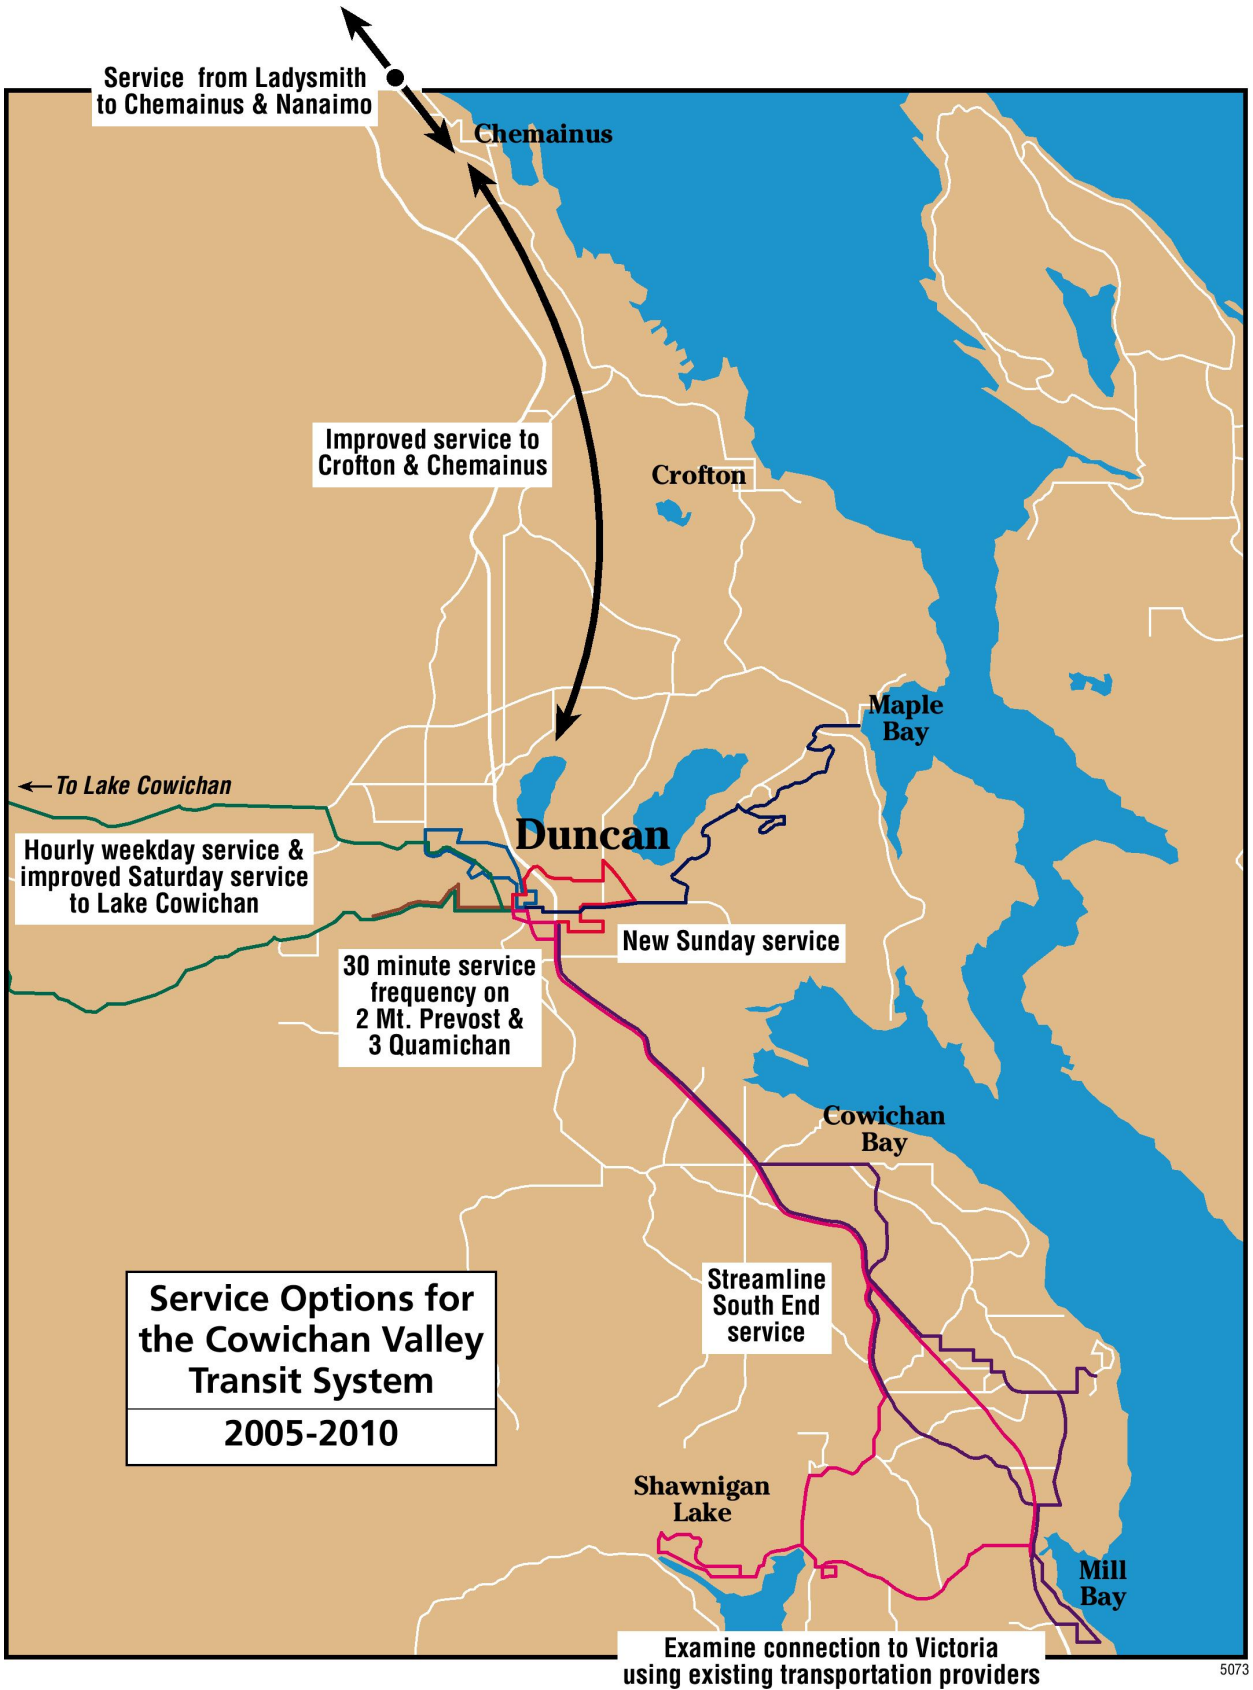 Service from Ladysmith
to Chemainus & Nanaimo
Chemainus
Improved service to
Crofton & Chemainus
Crofton
Maple
Bay
To Lake Cowichan
Duncan
Hourly weekday service &
improved Saturday service
to Lake Cowichan
New Sunday service
30 minute service
frequency on
2 Mt. Prevost &
3 Quamichan
Cowichan
Bay
Streamline
South End
service
Service Options for
the Cowichan Valley
Transit System
2005-2010
Shawnigan
Lake
Mill
Bay
Examine connection to Victoria
using existing transportation providers
5073